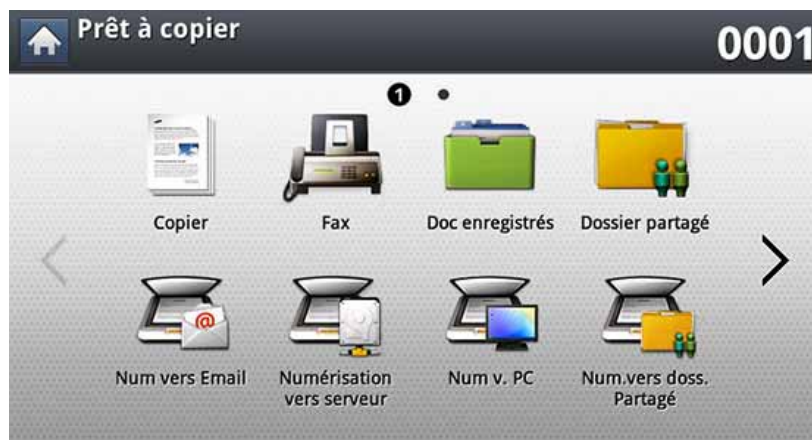 Prêt à copier
0001
1
Copier
Fax
Doc enregistrés
Dossier partagé
Num vers Email
Numérisation
vers serveur
Num v. PC
Num.vers doss.
Partagé